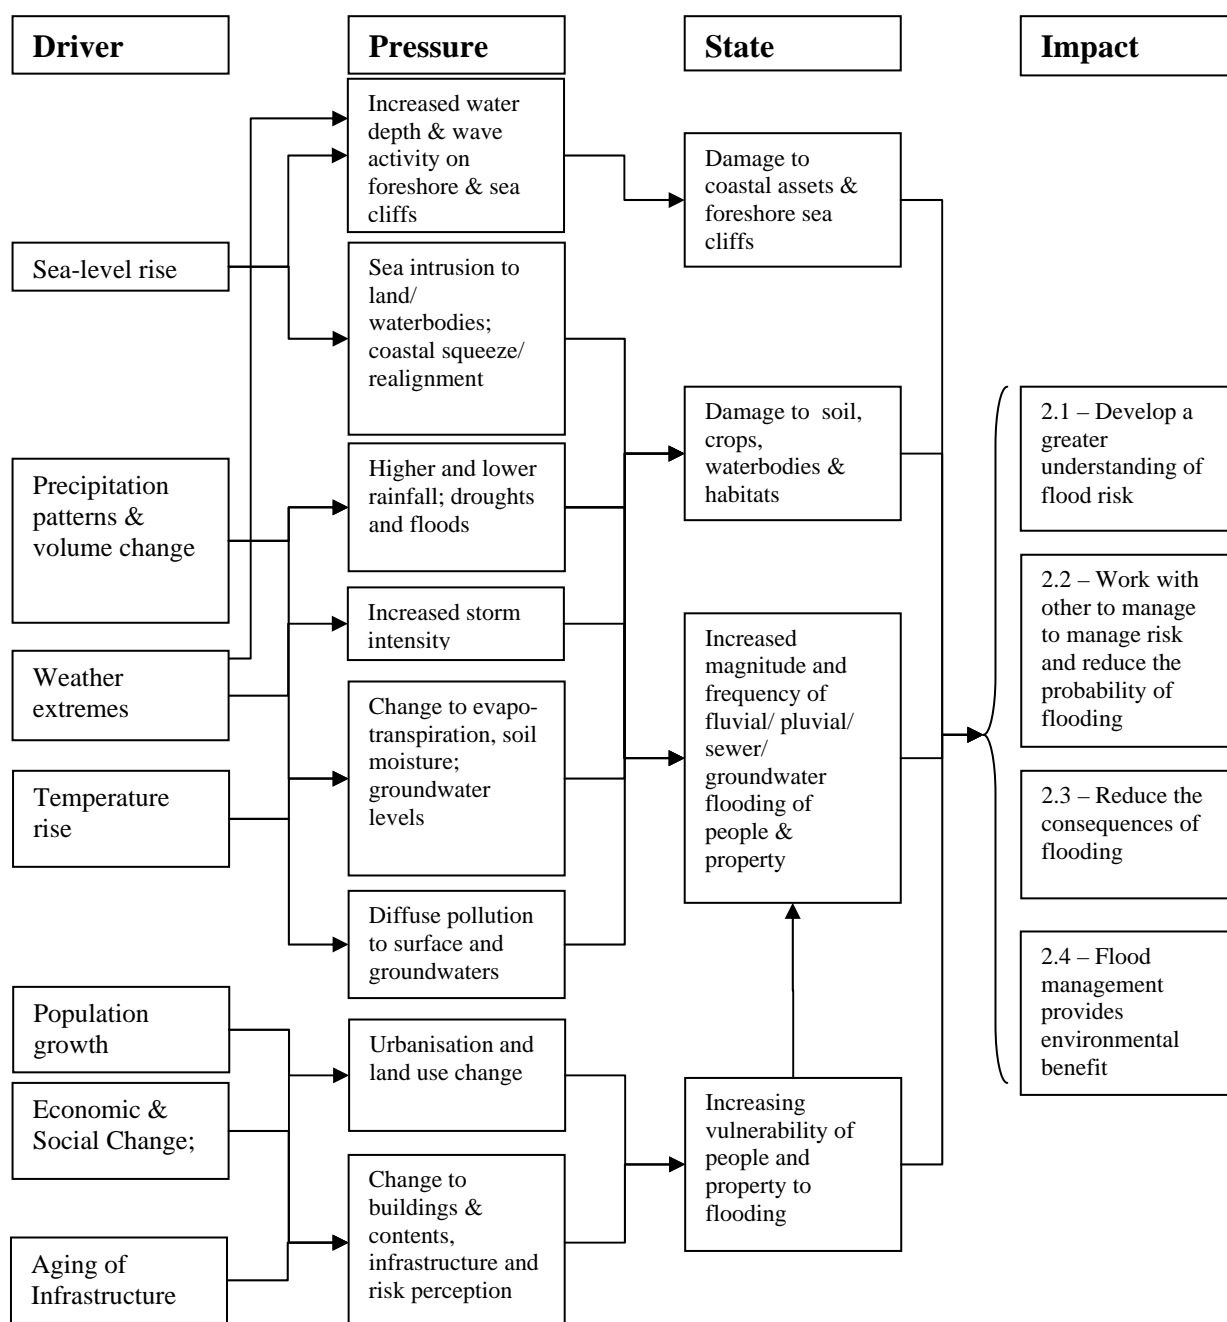 Driver
Pressure
State
Impact
Sea-level rise
Precipitation
patterns &
volume change
Weather
extremes
Temperature
rise
Population
growth
Economic &
Social Change;
Aging of
Infrastructure
Increased water
depth & wave
activity on
foreshore & sea
cliffs
Sea intrusion to
land/
waterbodies;
coastal squeeze/
realignment
Higher and lower
rainfall; droughts
and floods
Increased storm
intensity
Change to evapo-
transpiration, soil
moisture;
groundwater
levels
Diffuse pollution
to surface and
groundwaters
Urbanisation and
land use change
Change to
buildings &
contents,
infrastructure and
risk perception
Damage to
coastal assets &
foreshore sea
cliffs
Damage to  soil,
crops,
waterbodies &
habitats
Increased
magnitude and
frequency of
fluvial/ pluvial/
sewer/
groundwater
flooding of
people &
property
Increasing
vulnerability of
people and
property to
flooding
2.1 – Develop a
greater
understanding of
flood risk
2.2 – Work with
other to manage
to manage risk
and reduce the
probability of
flooding
2.3 – Reduce the
consequences of
flooding
2.4 – Flood
management
provides
environmental
benefit